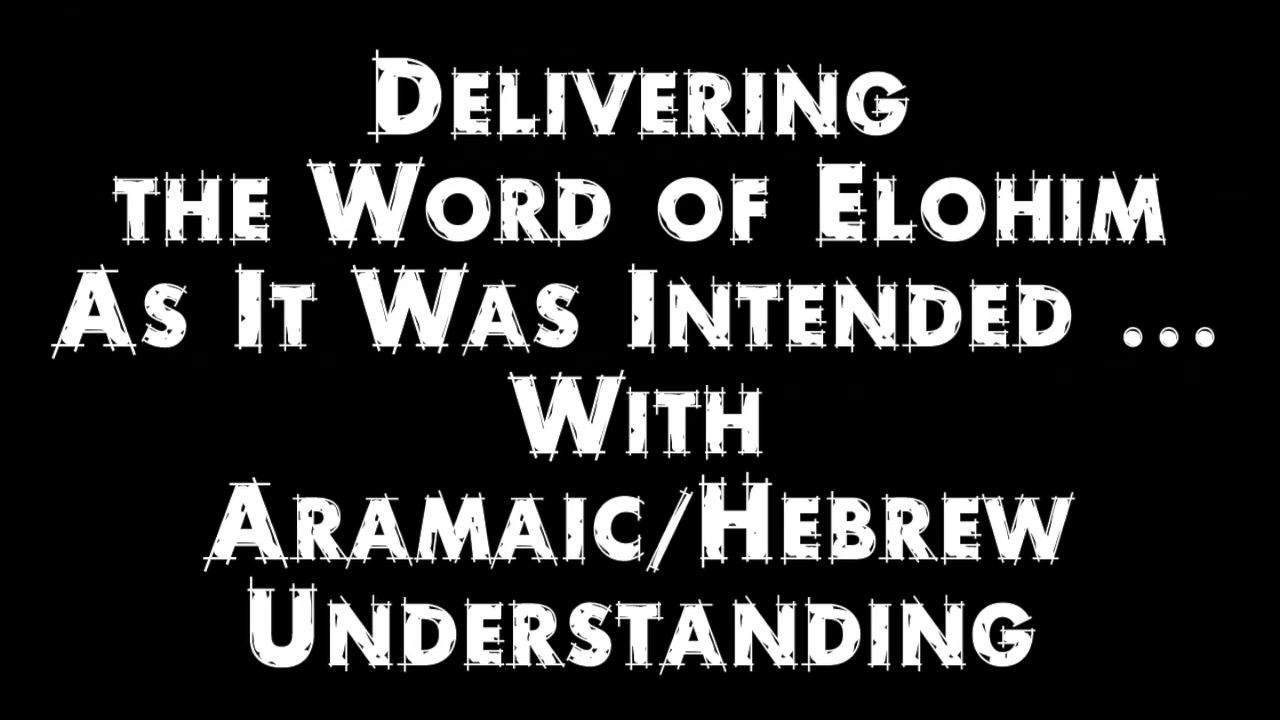 Delivering
the Word of Elohim
As It Was Intended ...
With
Aramaic/Hebrew
Understanding